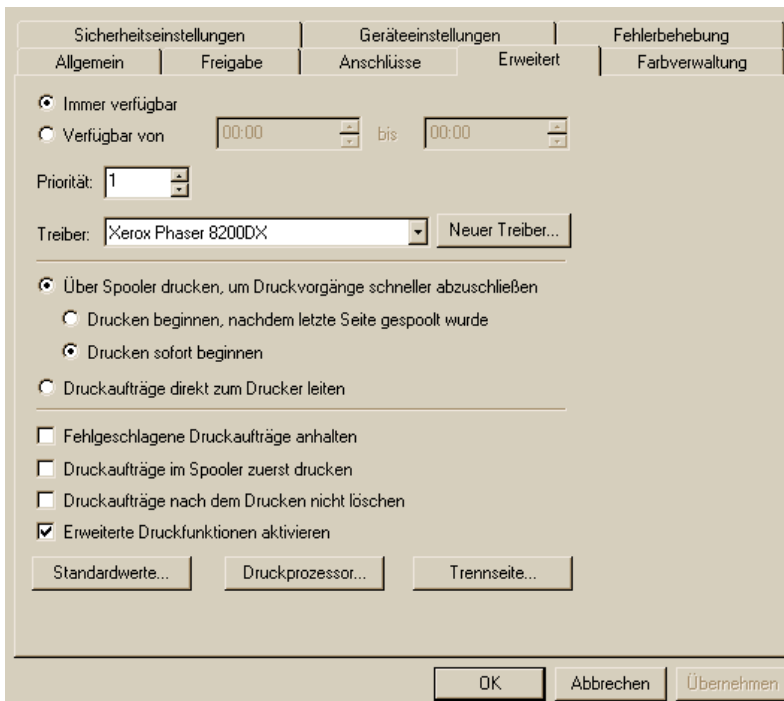 Sicherheitseinstellungen Geräteeinstellungen Fehlerbehebung
Allgemein Freigabe Anschlüsse Erweitert Farbverwaltung
Immer verfügbar
Verfügbar von 00:00 bis 00:00
Priorität: 1
Treiber: Xerox Phaser 8200DX Neuer Treiber...
Über Spooler drucken, um Druckvorgänge schneller abzuschließen
Drucken beginnen, nachdem letzte Seite gespoolt wurde
Drucken sofort beginnen
Druckaufträge direkt zum Drucker leiten
Fehlgeschlagene Druckaufträge anhalten
Druckaufträge im Spooler zuerst drucken
Druckaufträge nach dem Drucken nicht löschen
Erweiterte Druckfunktionen aktivieren
Standardwerte... Druckprozessor... Trennseite...
OK Abbrechen Übernehmen